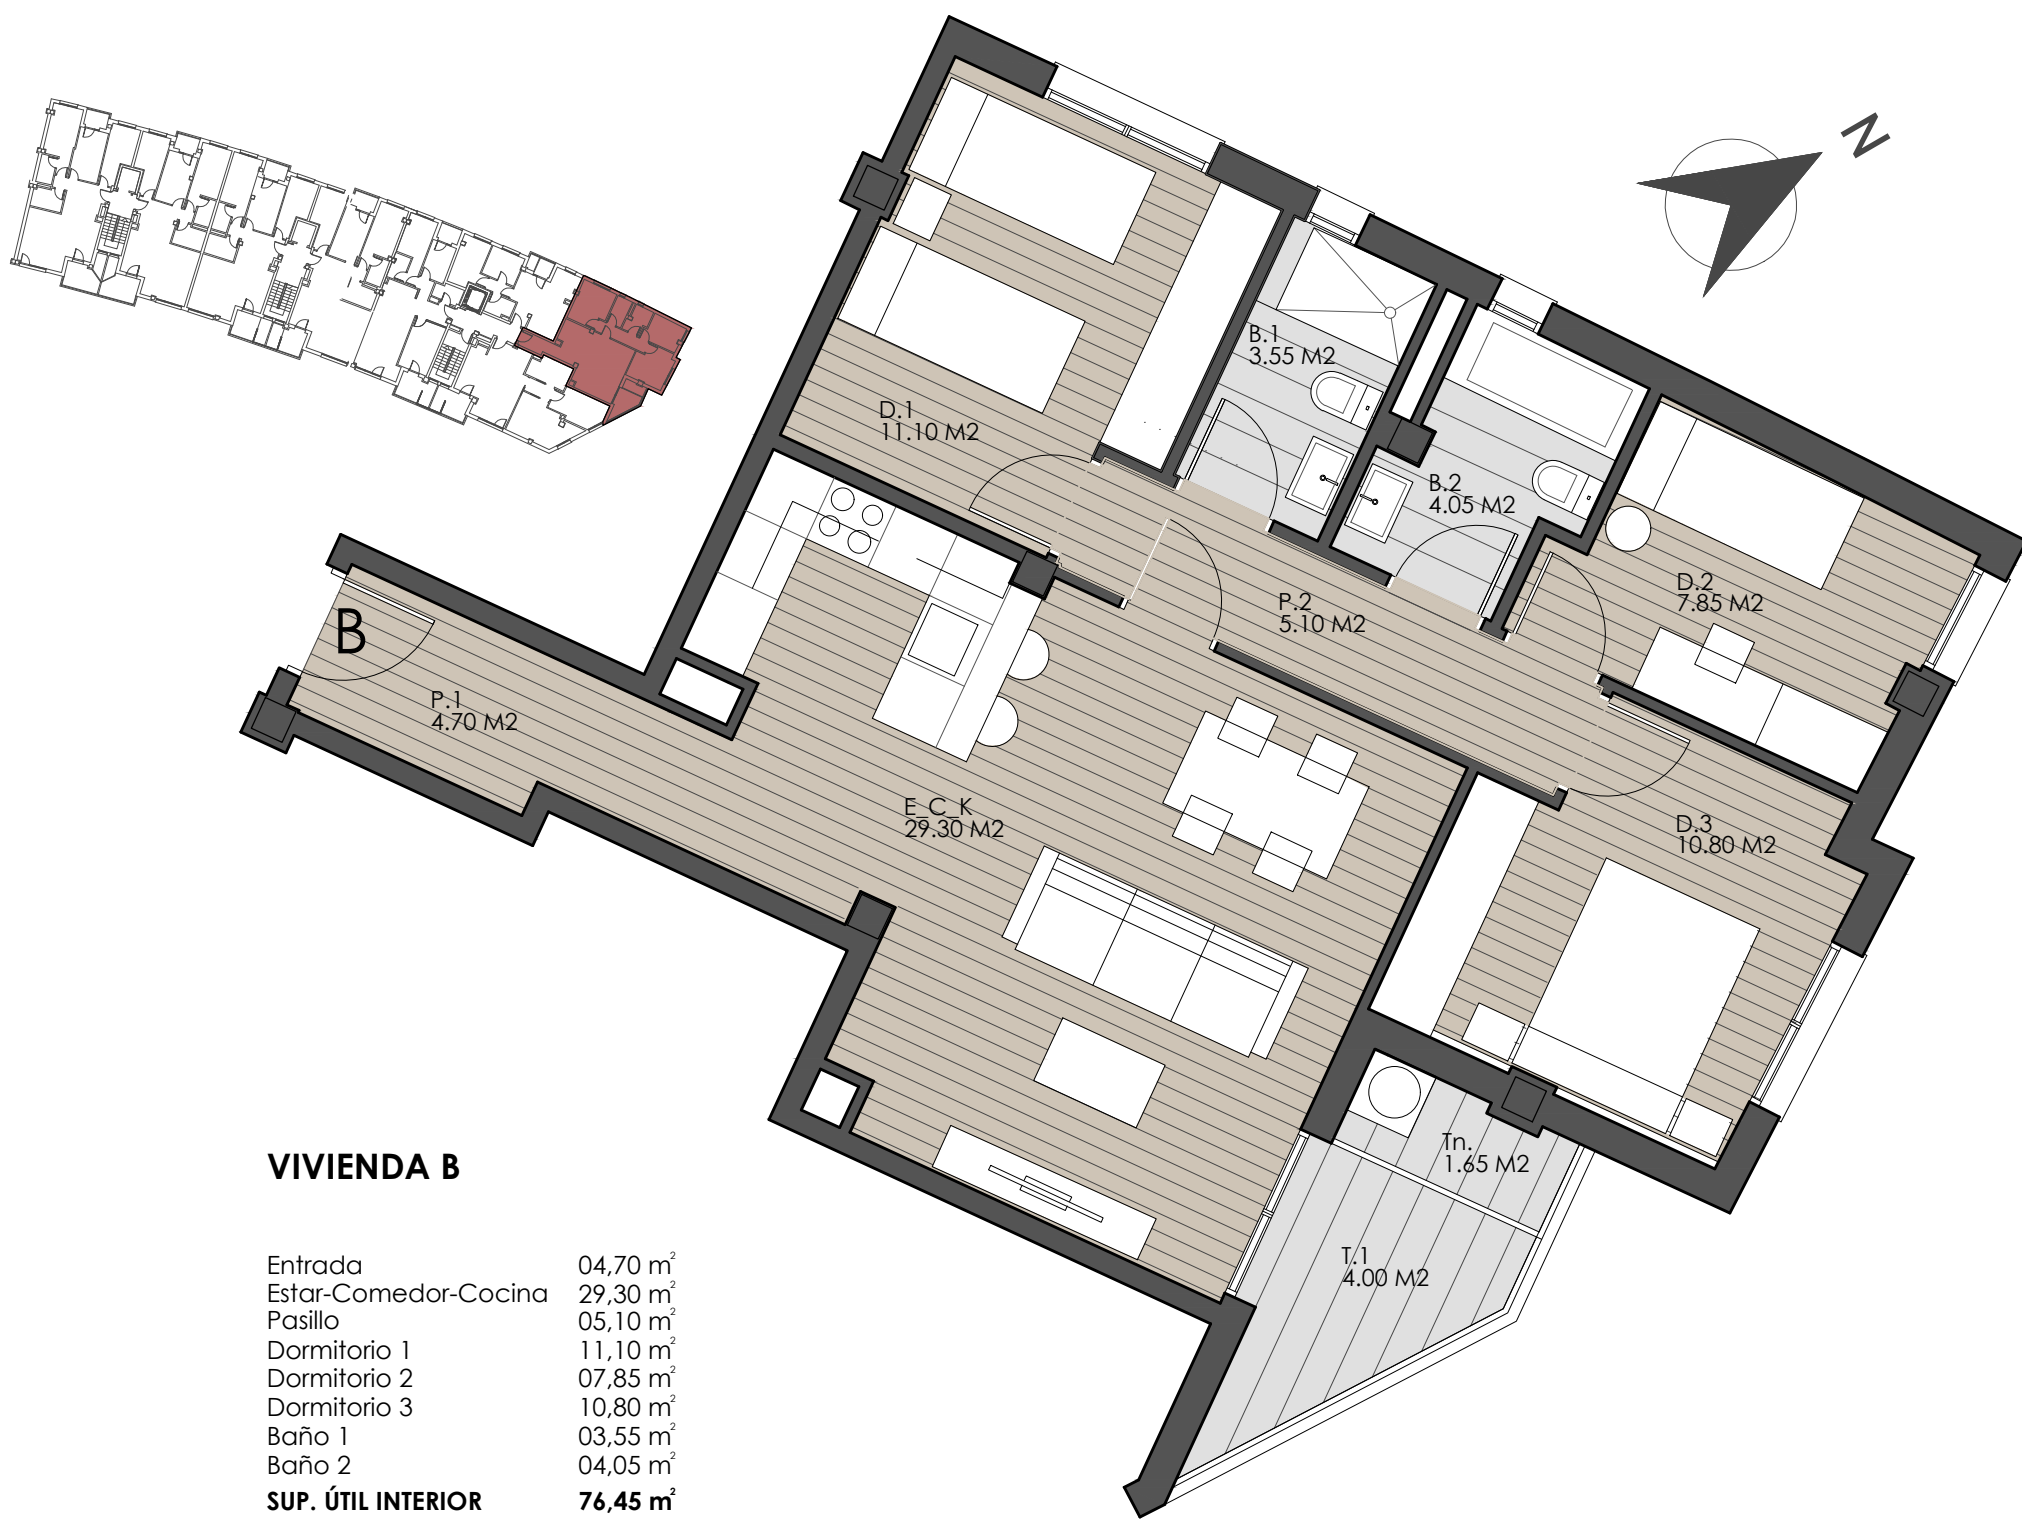 N
D.1
11.10 M2
B.1
3.55 M2
B.2
4.05 M2
D.2
7.85 M2
P.2
5.10 M2
B
P.1
4.70 M2
E_C_K
29.30 M2
D.3
10.80 M2
Tn.
1.65 M2
T.1
4.00 M2
VIVIENDA B
Entrada 04,70 m²
Estar-Comedor-Cocina 29,30 m²
Pasillo 05,10 m²
Dormitorio 1 11,10 m²
Dormitorio 2 07,85 m²
Dormitorio 3 10,80 m²
Baño 1 03,55 m²
Baño 2 04,05 m²
SUP. ÚTIL INTERIOR 76,45 m²